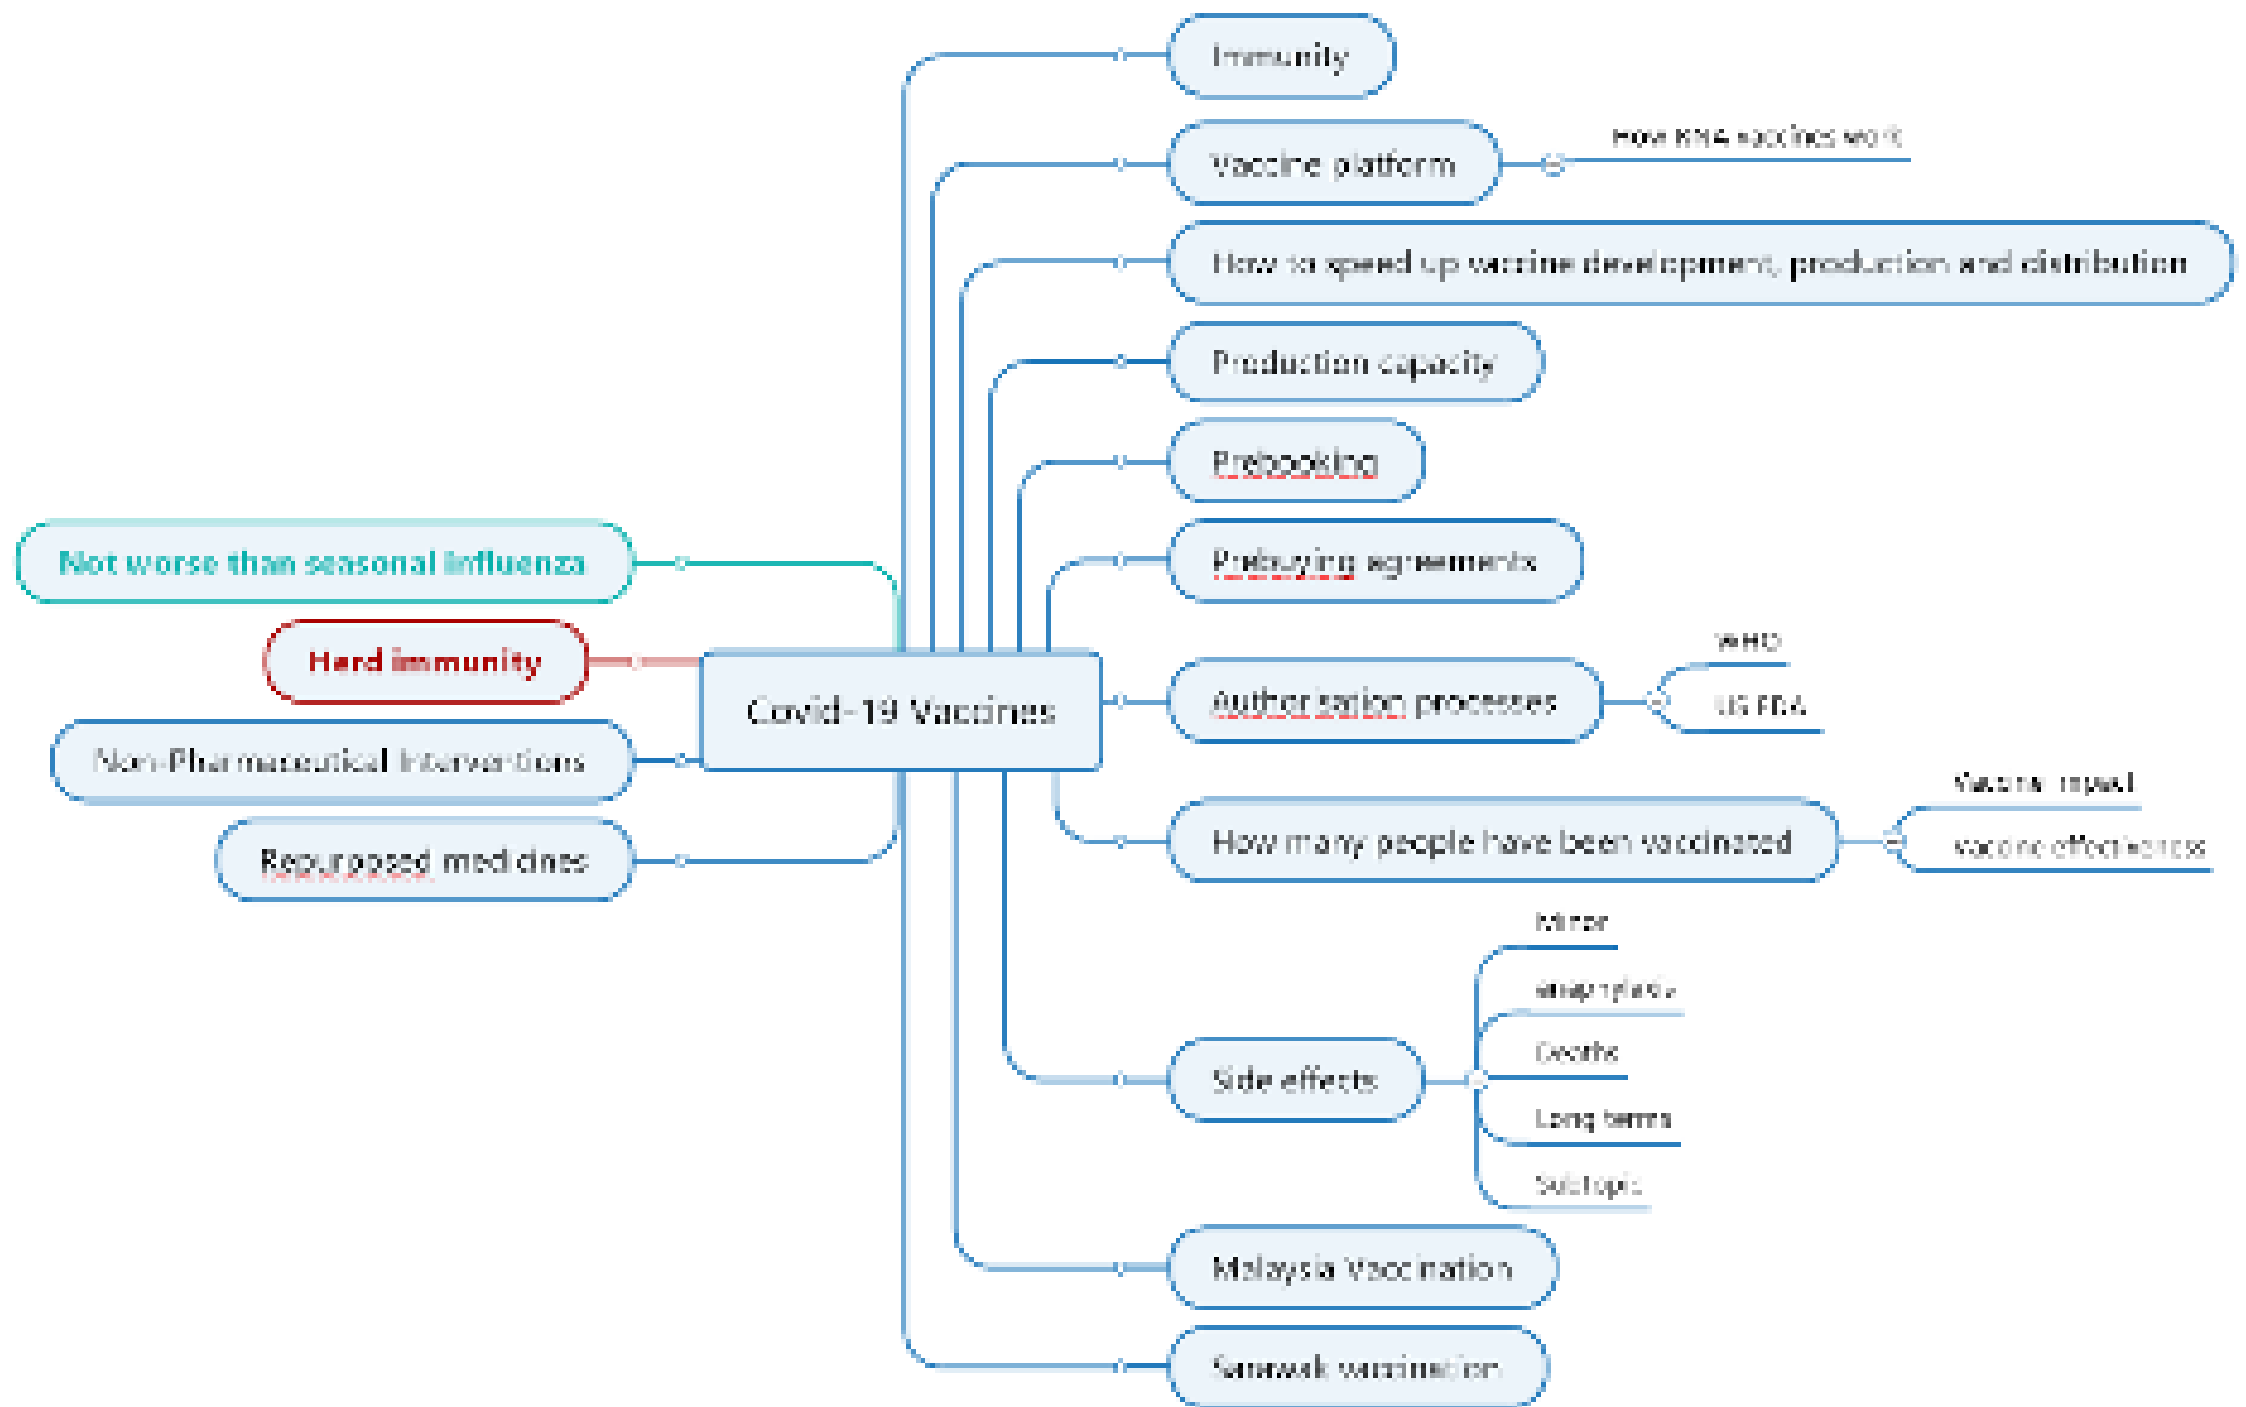 Immunity
Vaccine platform
How RNA vaccines work
How to speed up vaccine development, production and distribution
Production capacity
Prebooking
Prebuying agreements
Not worse than seasonal influenza
Herd immunity
Non-Pharmaceutical Interventions
Repurposed medicines
Covid-19 Vaccines
Authorisation processes
WHO
US FDA
How many people have been vaccinated
Vaccine impact
Vaccine effectiveness
Side effects
Minor
anaphylaxis
Deaths
Long terms
Subtopic
Malaysia Vaccination
Sarawak vaccination